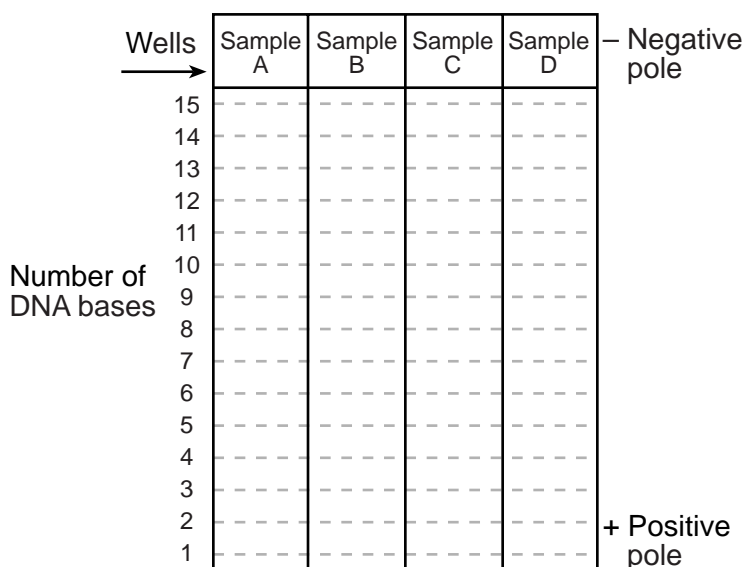 Wells
Sample A
Sample B
Sample C
Sample D
– Negative
pole
15
14
13
12
11
10
9
8
7
6
5
4
3
2
1
Number of
DNA bases
+ Positive
pole